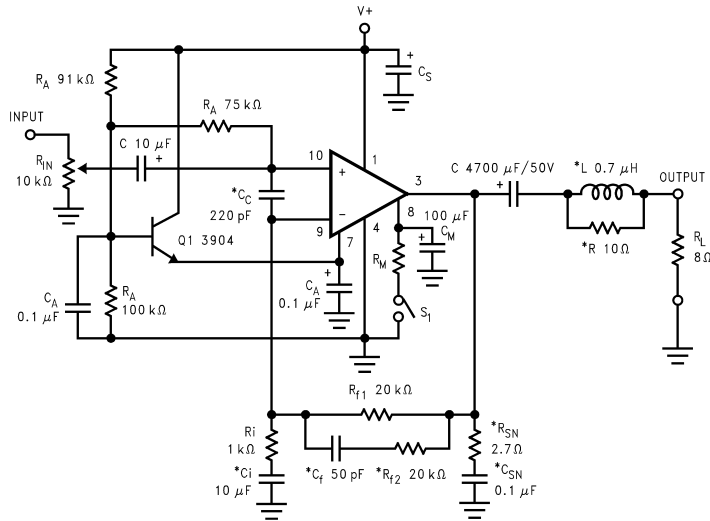 V+
+
C_S
R_A 91 kΩ
R_A 75 kΩ
INPUT
C 10 μF
+
R_IN
10 kΩ
*C_C
220 pF
10
1
+
−
9
7
4
3
8
100 μF
+
C_M
R_M
S_1
C 4700 μF/50V
+
*L 0.7 μH
OUTPUT
*R 10Ω
R_L
8Ω
Q1 3904
+
C_A
0.1 μF
C_A
0.1 μF
R_A
100 kΩ
R_f1 20 kΩ
Ri
1 kΩ
*Ci
10 μF
*C_f 50 pF
*R_f2 20 kΩ
*R_SN
2.7Ω
*C_SN
0.1 μF